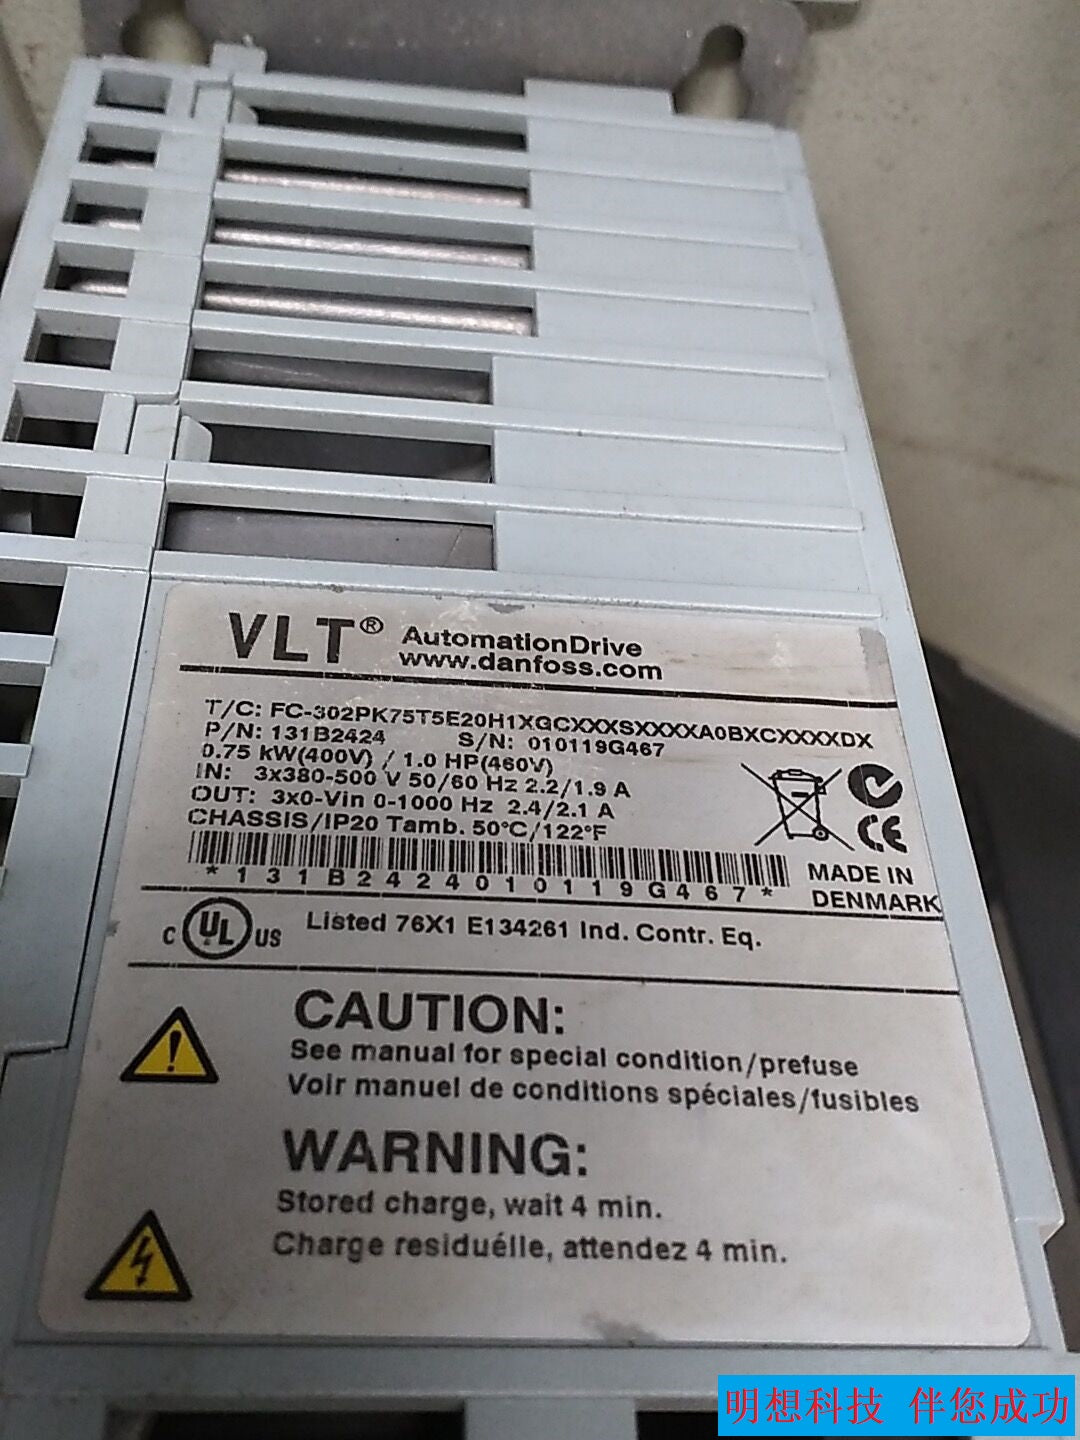 VLT® AutomationDrive
www.danfoss.com
T/C: FC-302PK75T5E20H1XGCXXXSXXXXA0BXCXXXXDX
P/N: 131B2424 S/N: 010119G467
0.75 kW(400V) / 1.0 HP(460V)
IN: 3x380-500 V 50/60 Hz 2.2/1.9 A
OUT: 3x0-Vin 0-1000 Hz 2.4/2.1 A
CHASSIS/IP20 Tamb. 50°C/122°F
*131B2424010119G467*
MADE IN
DENMARK
C UL US Listed 76X1 E134261 Ind. Contr. Eq.
CAUTION:
See manual for special condition/prefuse
Voir manuel de conditions spéciales/fusibles
WARNING:
Stored charge, wait 4 min.
Charge residuélle, attendez 4 min.
明想科技 伴您成功